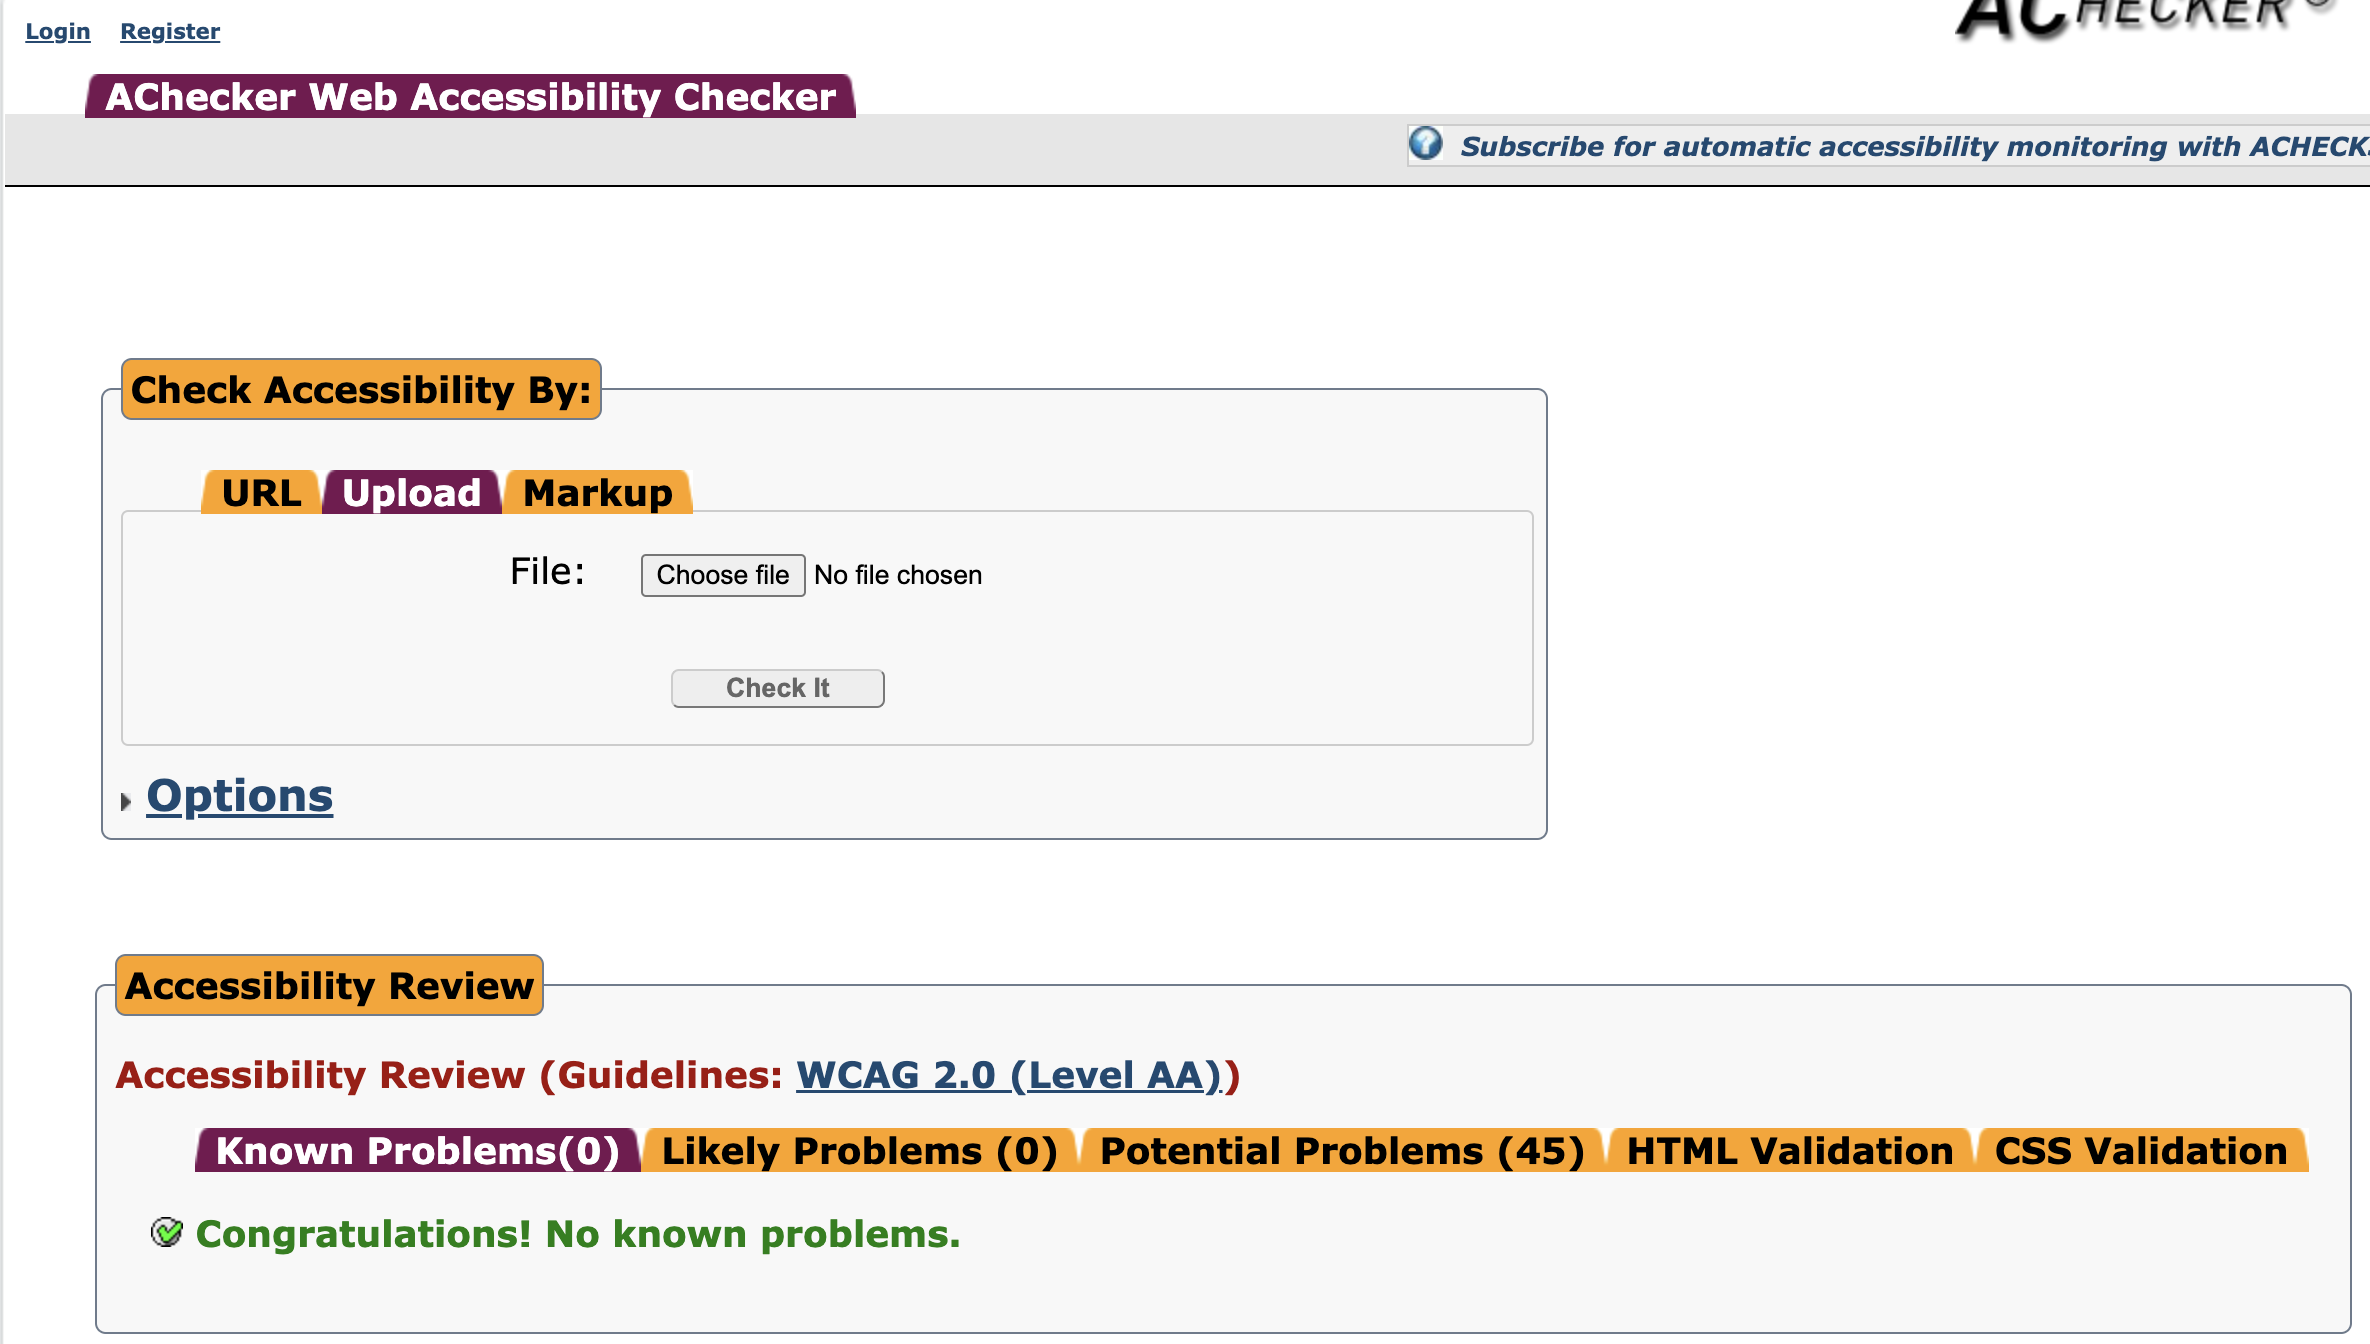 Login Register
ACHECKER
AChecker Web Accessibility Checker
Subscribe for automatic accessibility monitoring with ACHECK
Check Accessibility By:
URL Upload Markup
File: Choose file No file chosen
Check It
Options
Accessibility Review
Accessibility Review (Guidelines: WCAG 2.0 (Level AA))
Known Problems(0) Likely Problems (0) Potential Problems (45) HTML Validation CSS Validation
Congratulations! No known problems.